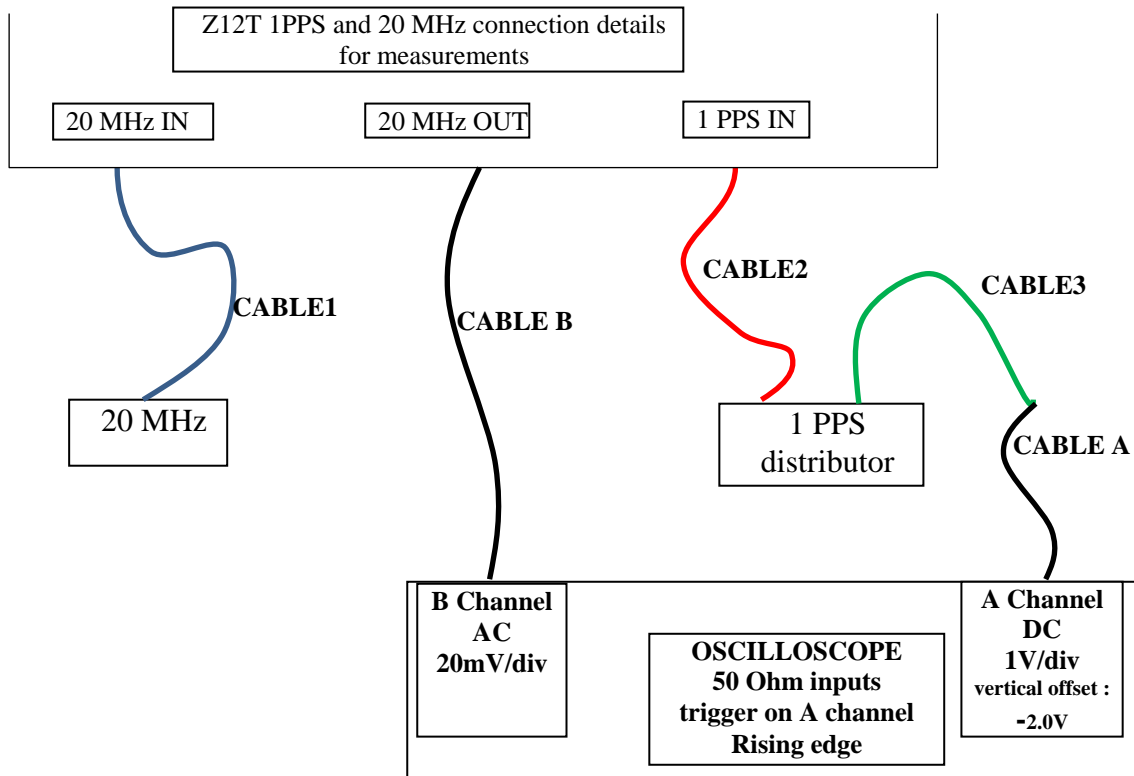 Z12T 1PPS and 20 MHz connection details
for measurements
20 MHz IN
20 MHz OUT
1 PPS IN
CABLE1
CABLE B
CABLE2
CABLE3
20 MHz
1 PPS
distributor
CABLE A
B Channel
AC
20mV/div
OSCILLOSCOPE
50 Ohm inputs
trigger on A channel
Rising edge
A Channel
DC
1V/div
vertical offset :
-2.0V